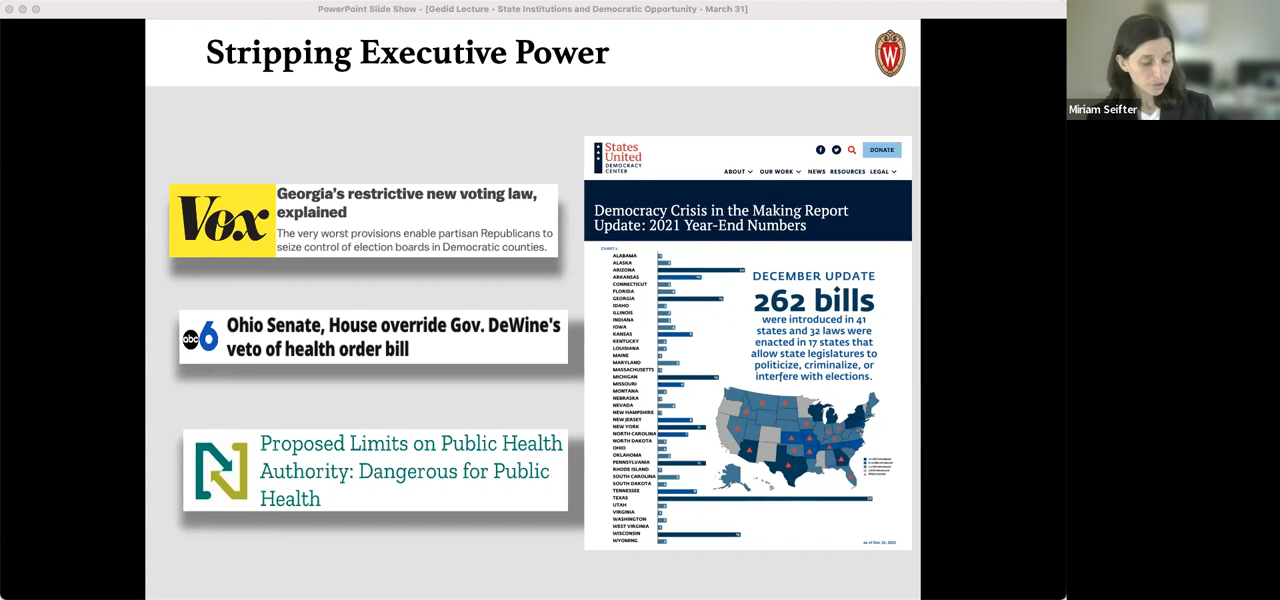 PowerPoint Slide Show - [Gedid Lecture - State Institutions and Democratic Opportunity - March 31]
Stripping Executive Power
W
Miriam Seifter
Vox
Georgia's restrictive new voting law,
explained
The very worst provisions enable partisan Republicans to
seize control of election boards in Democratic counties.
abc 6
Ohio Senate, House override Gov. DeWine's
veto of health order bill
Proposed Limits on Public Health
Authority: Dangerous for Public
Health
States
United
DEMOCRACY
CENTER
DONATE
ABOUT OUR WORK NEWS RESOURCES LEGAL
Democracy Crisis in the Making Report
Update: 2021 Year-End Numbers
CHART 1
ALABAMA
ALASKA
ARIZONA
ARKANSAS
CONNECTICUT
FLORIDA
GEORGIA
IDAHO
ILLINOIS
INDIANA
IOWA
KANSAS
KENTUCKY
LOUISIANA
MAINE
MARYLAND
MASSACHUSETTS
MICHIGAN
MISSOURI
MONTANA
NEBRASKA
NEVADA
NEW HAMPSHIRE
NEW JERSEY
NEW YORK
NORTH CAROLINA
NORTH DAKOTA
OHIO
OKLAHOMA
PENNSYLVANIA
RHODE ISLAND
SOUTH CAROLINA
SOUTH DAKOTA
TENNESSEE
TEXAS
UTAH
VIRGINIA
WASHINGTON
WEST VIRGINIA
WISCONSIN
WYOMING
DECEMBER UPDATE
262 bills
were introduced in 41
states and 32 laws were
enacted in 17 states that
allow state legislatures to
politicize, criminalize, or
interfere with elections.